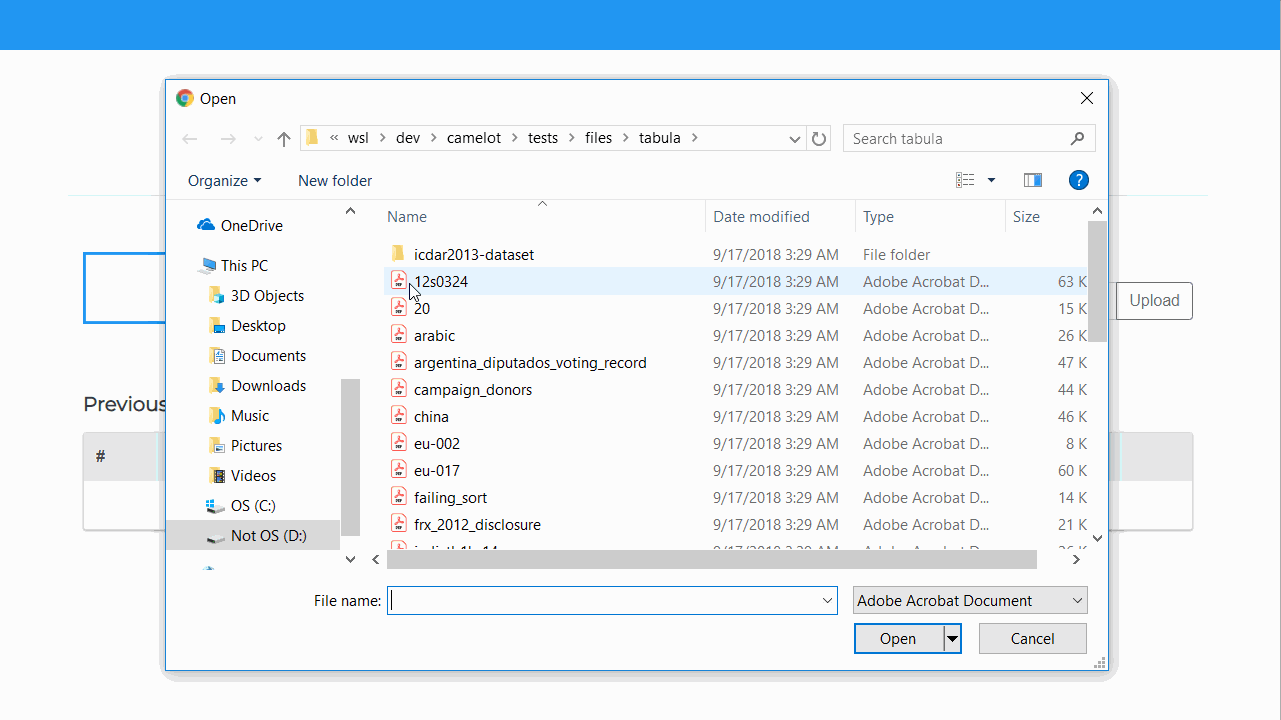 Open
« wsl > dev > camelot > tests > files > tabula >
Search tabula
Organize
New folder
?
Name
Date modified
Type
Size
OneDrive
This PC
3D Objects
Desktop
Documents
Downloads
Music
Pictures
Videos
OS (C:)
Not OS (D:)
icdar2013-dataset 9/17/2018 3:29 AM File folder
12s0324 9/17/2018 3:29 AM Adobe Acrobat D... 63 K
20 9/17/2018 3:29 AM Adobe Acrobat D... 15 K
arabic 9/17/2018 3:29 AM Adobe Acrobat D... 26 K
argentina_diputados_voting_record 9/17/2018 3:29 AM Adobe Acrobat D... 47 K
campaign_donors 9/17/2018 3:29 AM Adobe Acrobat D... 44 K
china 9/17/2018 3:29 AM Adobe Acrobat D... 46 K
eu-002 9/17/2018 3:29 AM Adobe Acrobat D... 8 K
eu-017 9/17/2018 3:29 AM Adobe Acrobat D... 60 K
failing_sort 9/17/2018 3:29 AM Adobe Acrobat D... 14 K
frx_2012_disclosure 9/17/2018 3:29 AM Adobe Acrobat D... 21 K
File name:
Adobe Acrobat Document
Open
Cancel
Upload
Previous
#